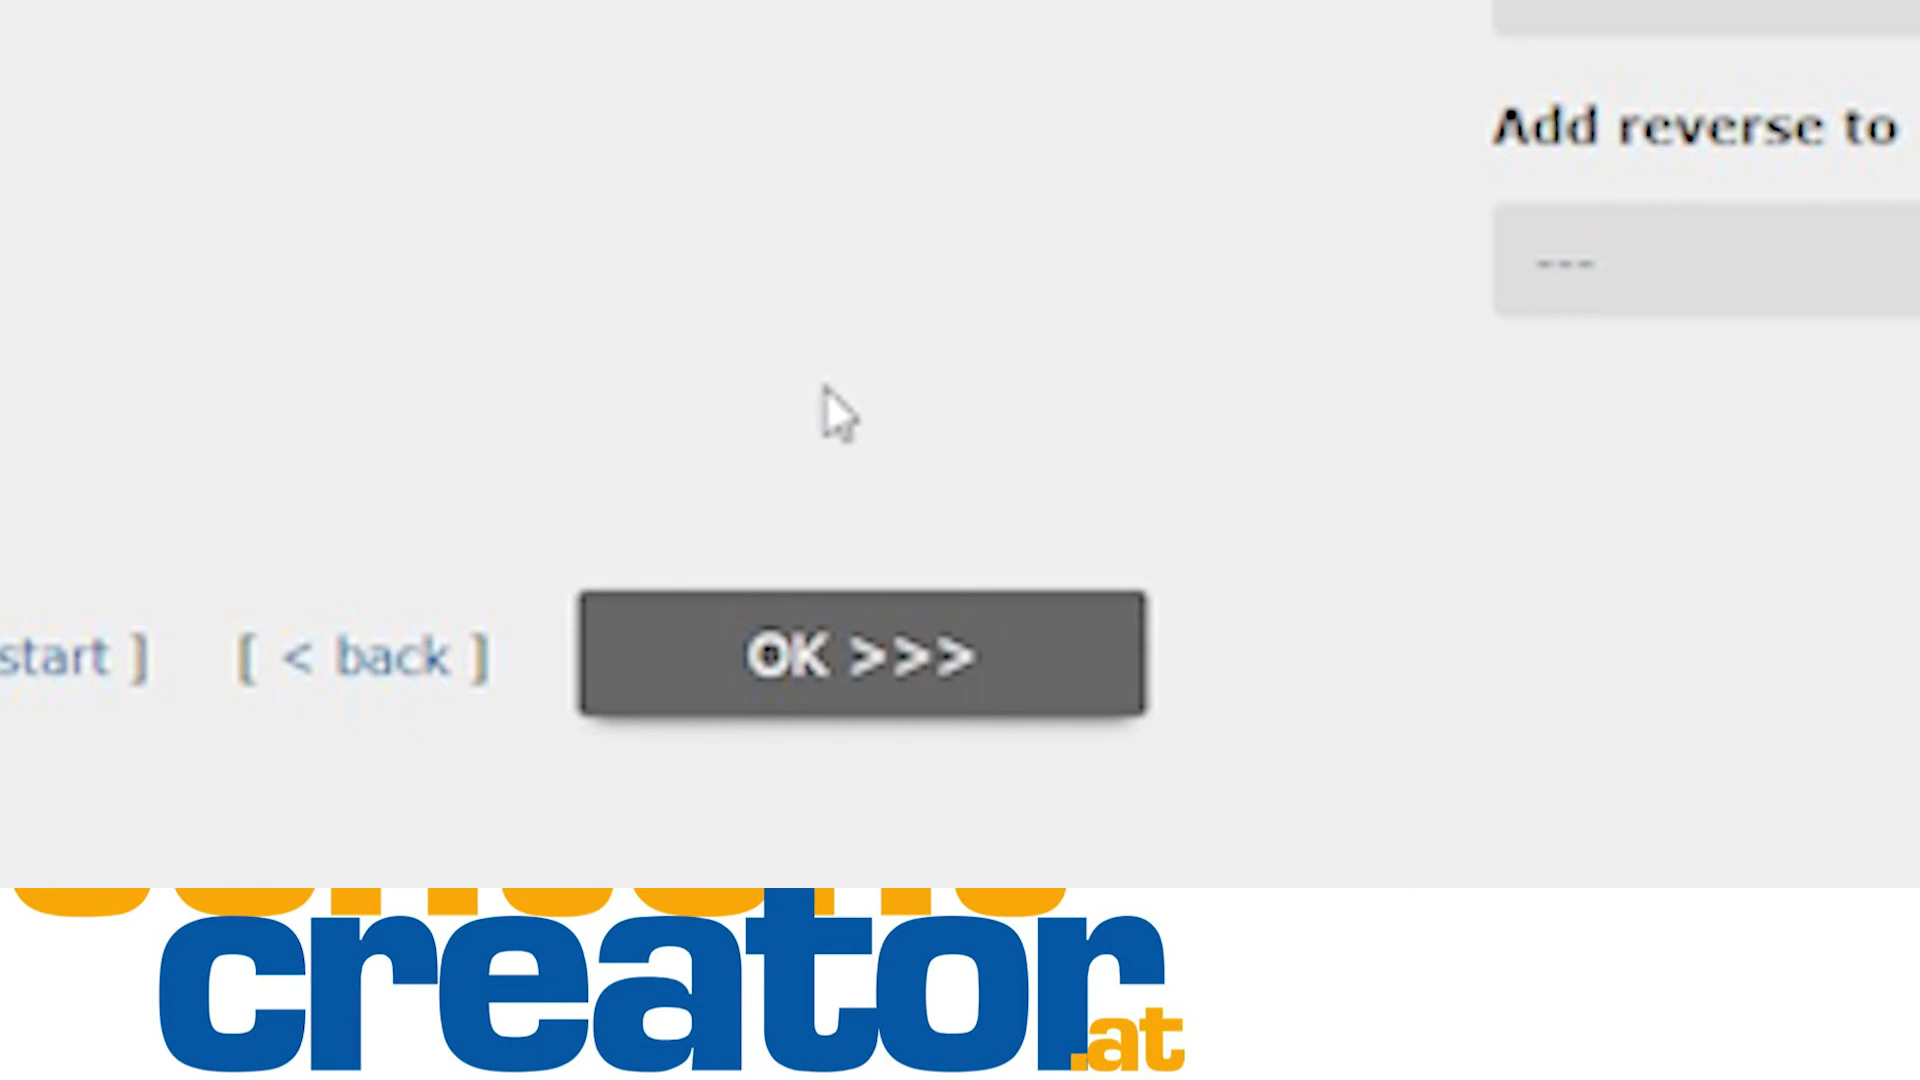 Add reverse to
---
start ] [ < back ] OK >>>
creator.at